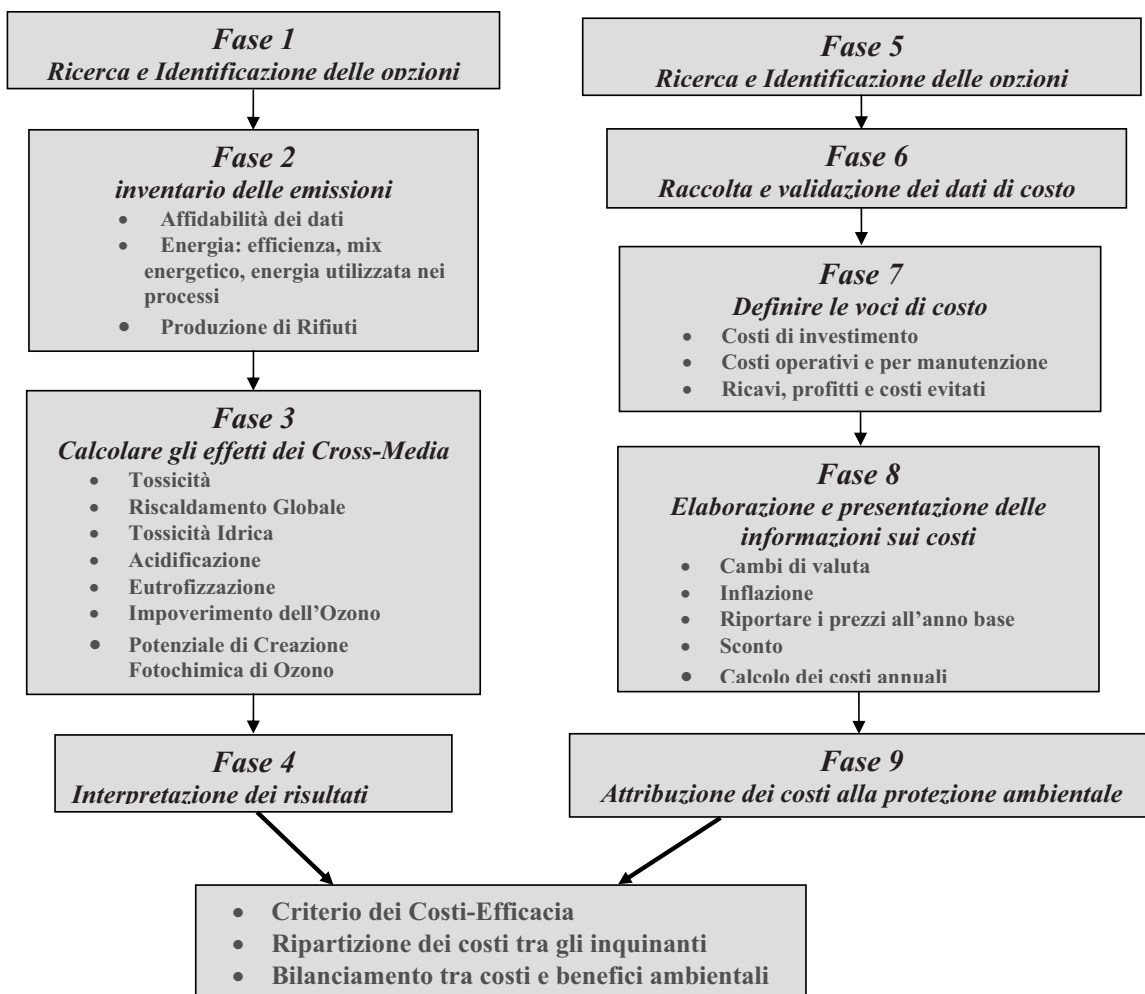 Fase 1
Ricerca e Identificazione delle opzioni
Fase 2
inventario delle emissioni
• Affidabilità dei dati
• Energia: efficienza, mix
energetico, energia utilizzata nei
processi
• Produzione di Rifiuti
Fase 3
Calcolare gli effetti dei Cross-Media
• Tossicità
• Riscaldamento Globale
• Tossicità Idrica
• Acidificazione
• Eutrofizzazione
• Impoverimento dell'Ozono
• Potenziale di Creazione
Fotochimica di Ozono
Fase 4
Interpretazione dei risultati
Fase 5
Ricerca e Identificazione delle opzioni
Fase 6
Raccolta e validazione dei dati di costo
Fase 7
Definire le voci di costo
• Costi di investimento
• Costi operativi e per manutenzione
• Ricavi, profitti e costi evitati
Fase 8
Elaborazione e presentazione delle
informazioni sui costi
• Cambi di valuta
• Inflazione
• Riportare i prezzi all'anno base
• Sconto
• Calcolo dei costi annuali
Fase 9
Attribuzione dei costi alla protezione ambientale
• Criterio dei Costi-Efficacia
• Ripartizione dei costi tra gli inquinanti
• Bilanciamento tra costi e benefici ambientali